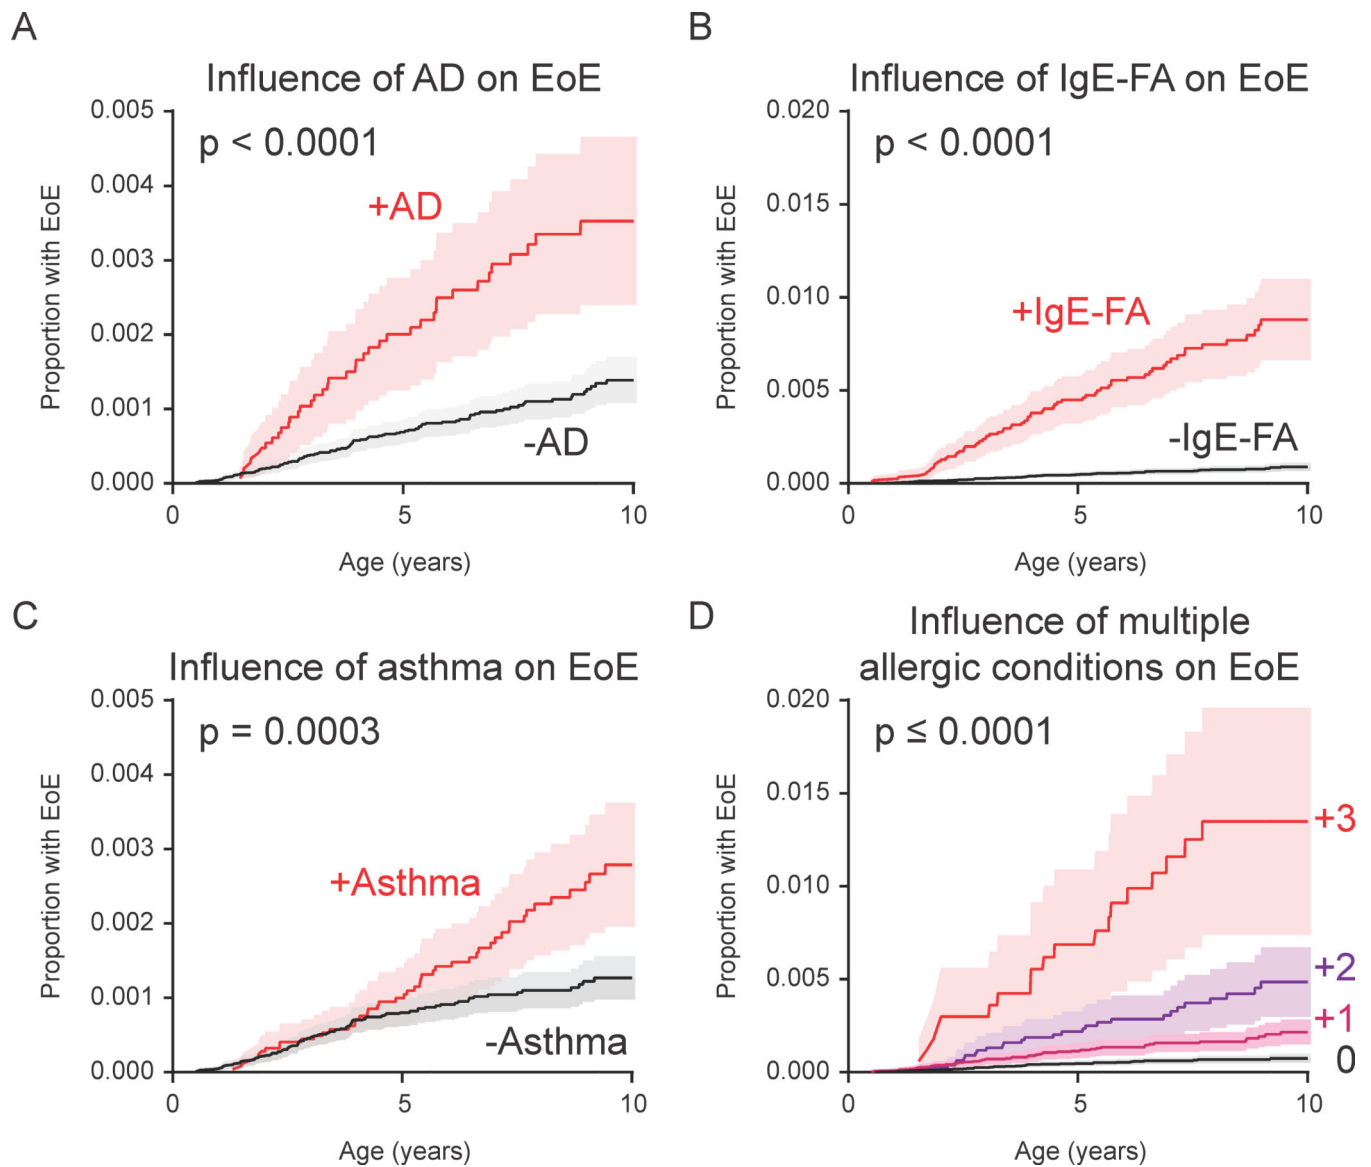 A
Influence of AD on EoE
p < 0.0001
+AD
-AD
Proportion with EoE
0.005
0.004
0.003
0.002
0.001
0.000
0 5 10
Age (years)
B
Influence of IgE-FA on EoE
p < 0.0001
+IgE-FA
-IgE-FA
Proportion with EoE
0.020
0.015
0.010
0.005
0.000
0 5 10
Age (years)
C
Influence of asthma on EoE
p = 0.0003
+Asthma
-Asthma
Proportion with EoE
0.005
0.004
0.003
0.002
0.001
0.000
0 5 10
Age (years)
D
Influence of multiple
allergic conditions on EoE
p ≤ 0.0001
+3
+2
+1
0
Proportion with EoE
0.020
0.015
0.010
0.005
0.000
0 5 10
Age (years)